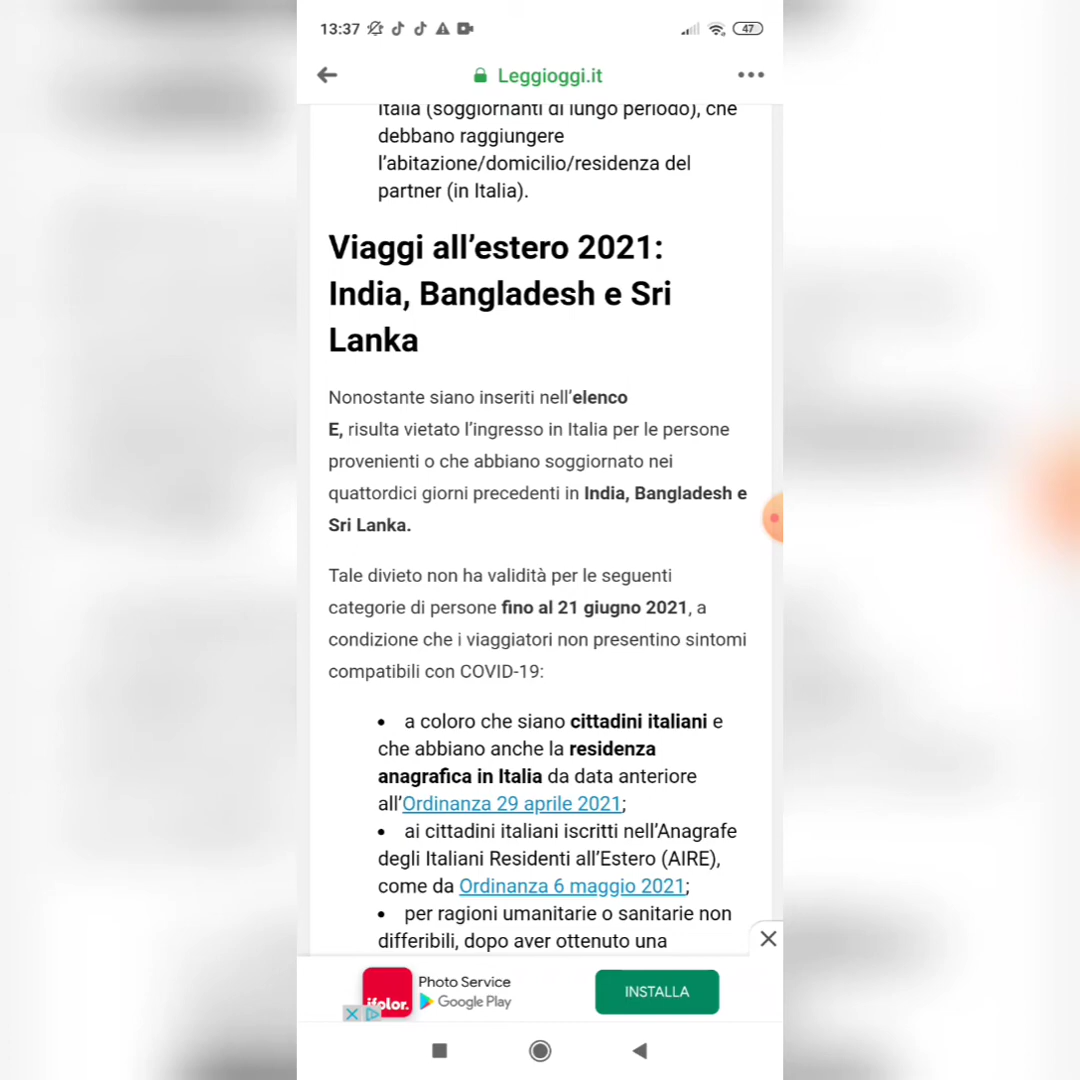 13:37
47
Leggioggi.it
Italia (soggiornanti di lungo periodo), che
debbano raggiungere
l’abitazione/domicilio/residenza del
partner (in Italia).
Viaggi all’estero 2021:
India, Bangladesh e Sri
Lanka
Nonostante siano inseriti nell’elenco
E, risulta vietato l’ingresso in Italia per le persone
provenienti o che abbiano soggiornato nei
quattordici giorni precedenti in India, Bangladesh e
Sri Lanka.
Tale divieto non ha validità per le seguenti
categorie di persone fino al 21 giugno 2021, a
condizione che i viaggiatori non presentino sintomi
compatibili con COVID-19:
• a coloro che siano cittadini italiani e
che abbiano anche la residenza
anagrafica in Italia da data anteriore
all’Ordinanza 29 aprile 2021;
• ai cittadini italiani iscritti nell’Anagrafe
degli Italiani Residenti all’Estero (AIRE),
come da Ordinanza 6 maggio 2021;
• per ragioni umanitarie o sanitarie non
differibili, dopo aver ottenuto una
ifolor.
Photo Service
Google Play
INSTALLA